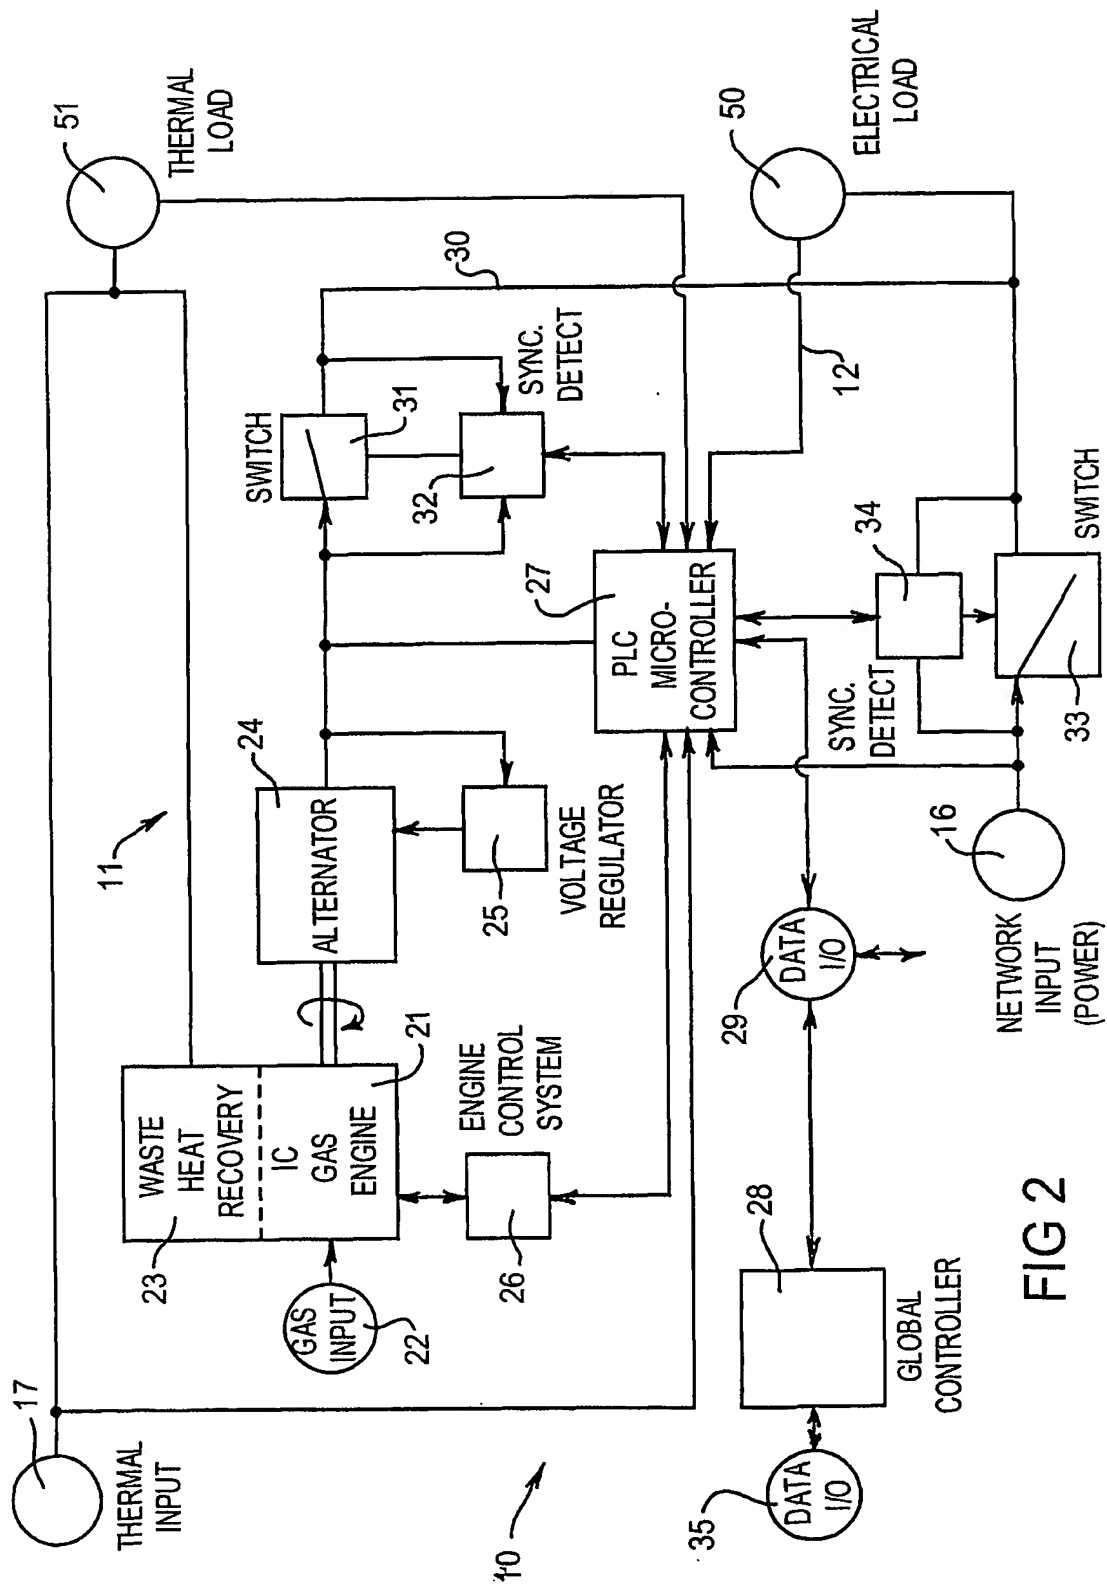 17
THERMAL
INPUT
51
THERMAL
LOAD
11
23
WASTE
HEAT
RECOVERY
IC
GAS
ENGINE
21
GAS
INPUT
22
24
ALTERNATOR
SWITCH
31
30
ENGINE
CONTROL
SYSTEM
26
25
VOLTAGE
REGULATOR
32
SYNC.
DETECT
27
PLC
MICRO-
CONTROLLER
10
35
DATA
I/O
28
GLOBAL
CONTROLLER
29
DATA
I/O
SYNC.
DETECT
34
12
50
ELECTRICAL
LOAD
16
NETWORK
INPUT
(POWER)
33
SWITCH
FIG 2